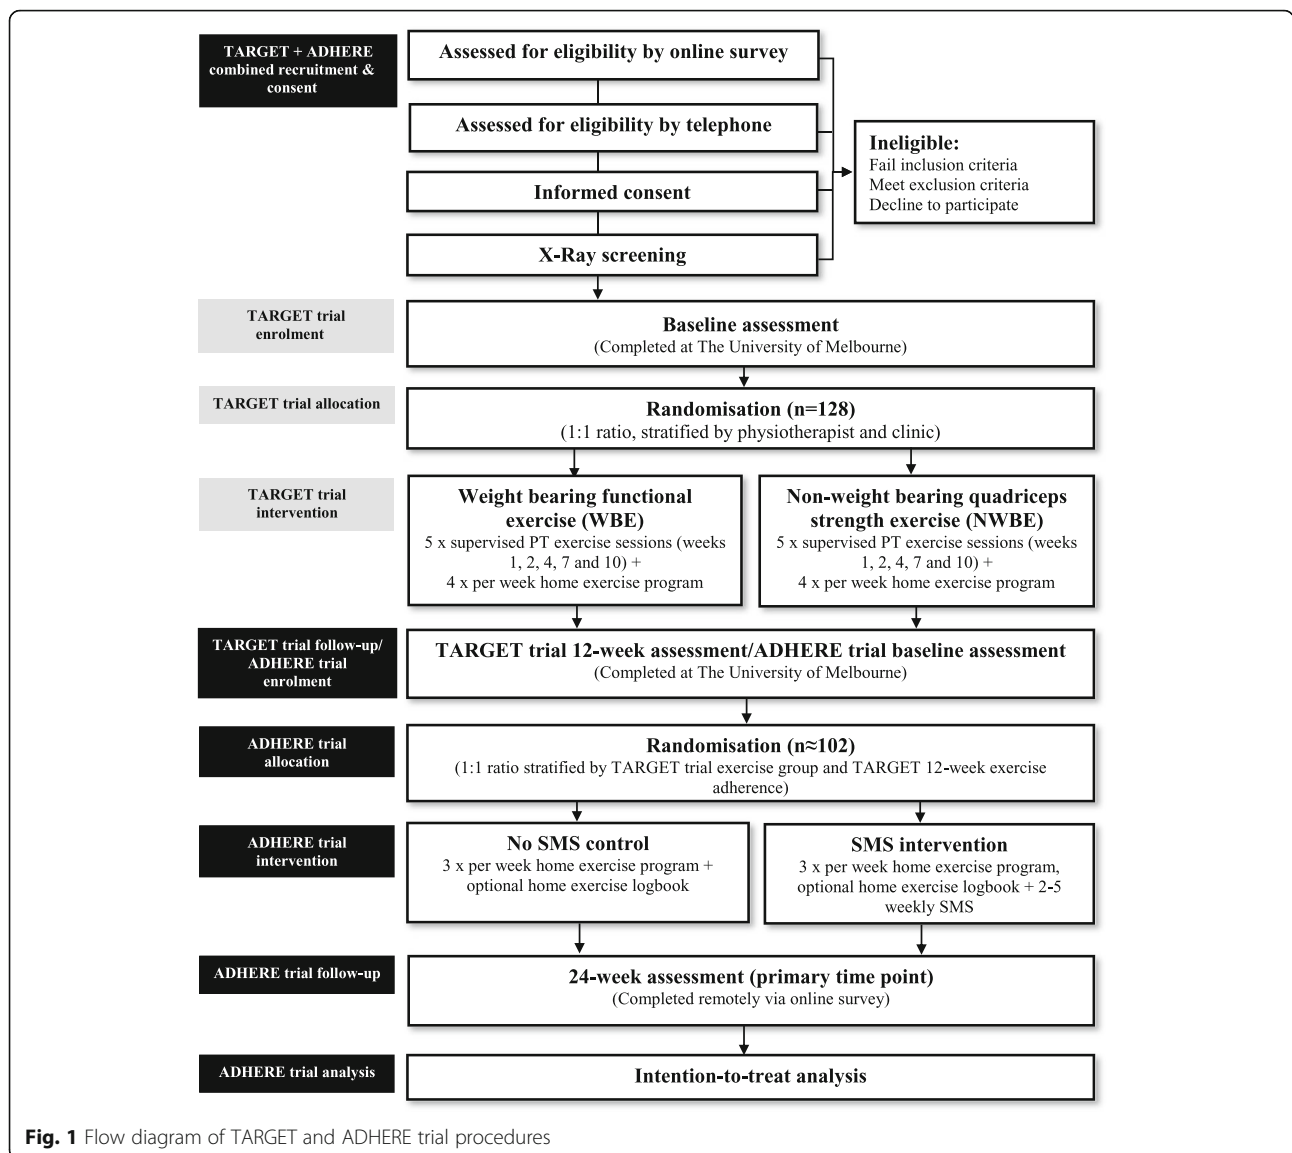 TARGET + ADHERE
combined recruitment &
consent
Assessed for eligibility by online survey
Assessed for eligibility by telephone
Informed consent
X-Ray screening
Ineligible:
Fail inclusion criteria
Meet exclusion criteria
Decline to participate
TARGET trial
enrolment
Baseline assessment
(Completed at The University of Melbourne)
TARGET trial allocation
Randomisation (n=128)
(1:1 ratio, stratified by physiotherapist and clinic)
TARGET trial
intervention
Weight bearing functional
exercise (WBE)
5 x supervised PT exercise sessions (weeks
1, 2, 4, 7 and 10) +
4 x per week home exercise program
Non-weight bearing quadriceps
strength exercise (NWBE)
5 x supervised PT exercise sessions (weeks
1, 2, 4, 7 and 10) +
4 x per week home exercise program
TARGET trial follow-up/
ADHERE trial
enrolment
TARGET trial 12-week assessment/ADHERE trial baseline assessment
(Completed at The University of Melbourne)
ADHERE trial
allocation
Randomisation (n≈102)
(1:1 ratio stratified by TARGET trial exercise group and TARGET 12-week exercise
adherence)
ADHERE trial
intervention
No SMS control
3 x per week home exercise program +
optional home exercise logbook
SMS intervention
3 x per week home exercise program,
optional home exercise logbook + 2-5
weekly SMS
ADHERE trial follow-up
24-week assessment (primary time point)
(Completed remotely via online survey)
ADHERE trial analysis
Intention-to-treat analysis
Fig. 1 Flow diagram of TARGET and ADHERE trial procedures